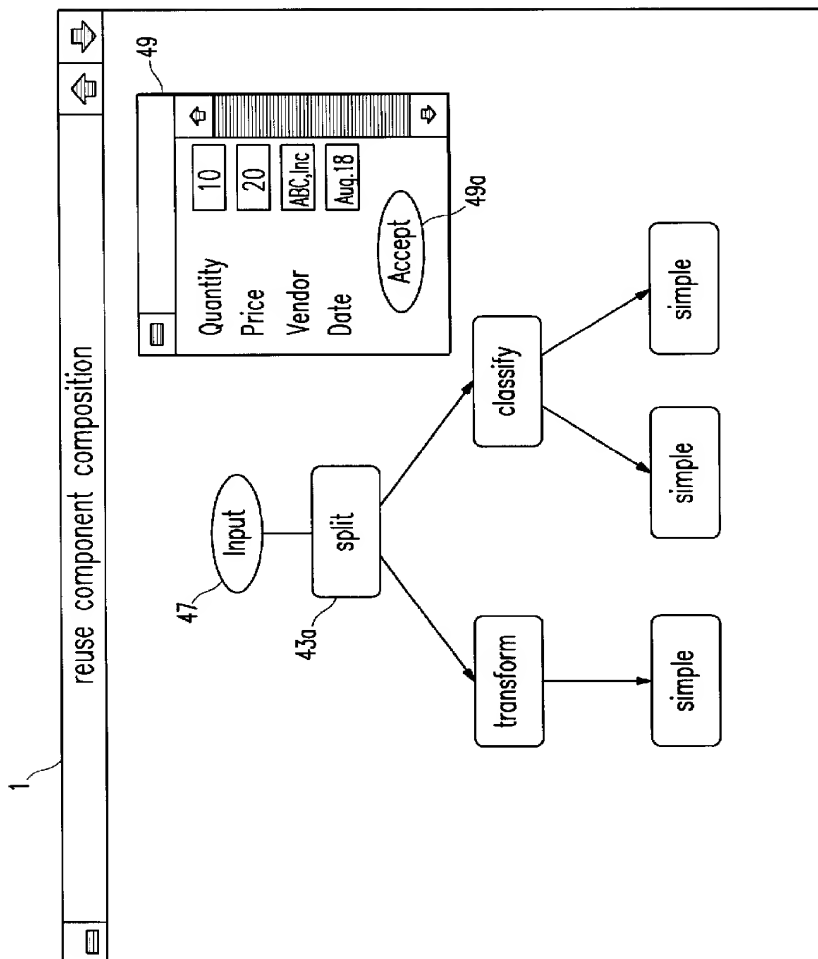 1
reuse component composition
49
Quantity 10
Price 20
Vendor ABC,Inc
Date Aug.18
Accept
49a
47
Input
43a
split
transform
classify
simple
simple
simple